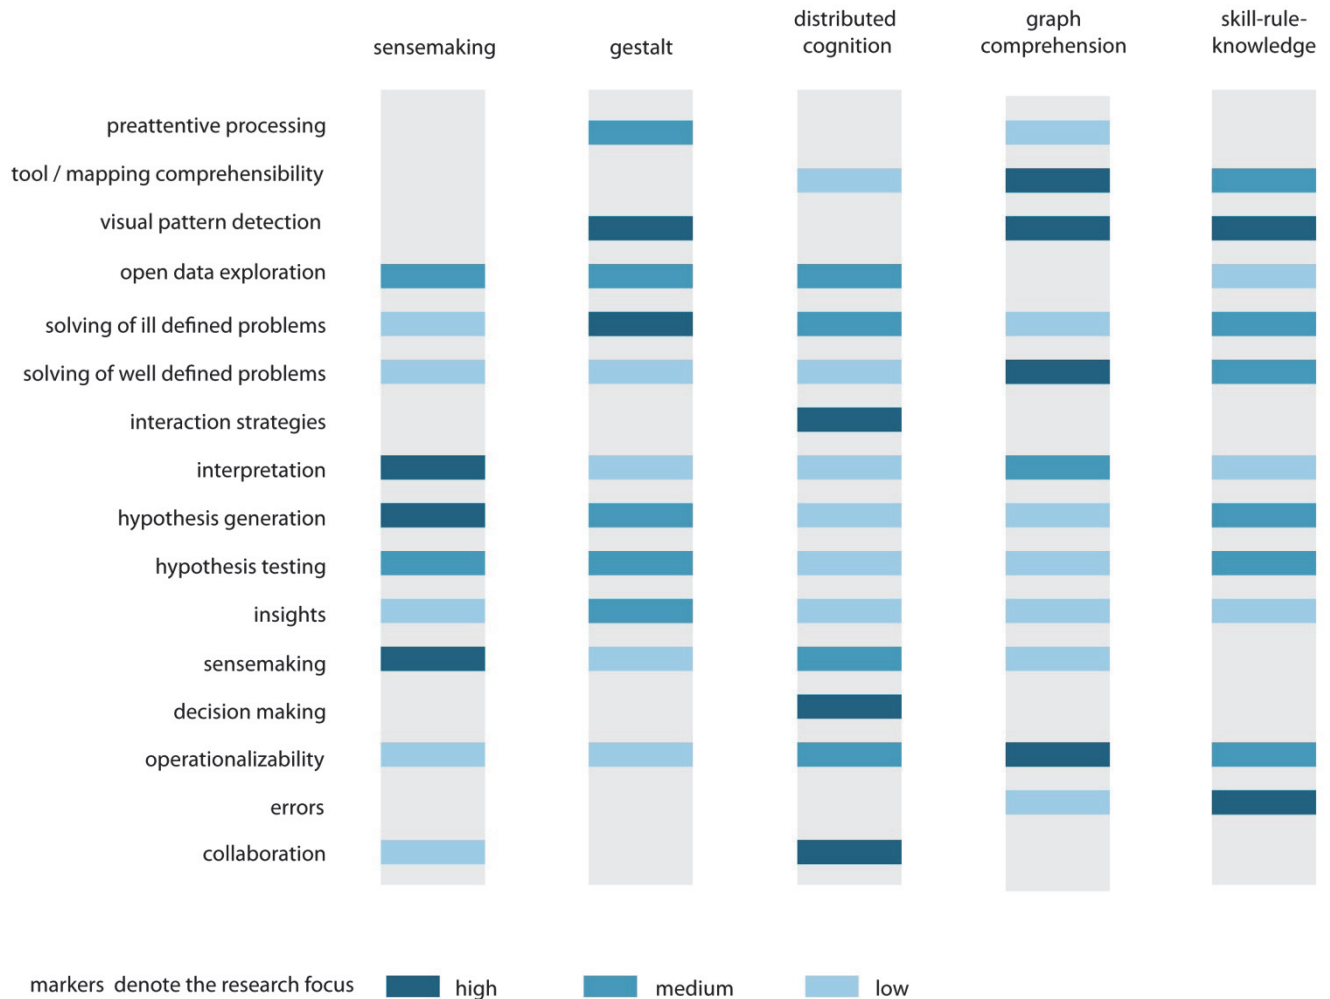 sensemaking
gestalt
distributed
cognition
graph
comprehension
skill-rule-
knowledge
preattentive processing
tool / mapping comprehensibility
visual pattern detection
open data exploration
solving of ill defined problems
solving of well defined problems
interaction strategies
interpretation
hypothesis generation
hypothesis testing
insights
sensemaking
decision making
operationalizability
errors
collaboration
markers denote the research focus
high
medium
low